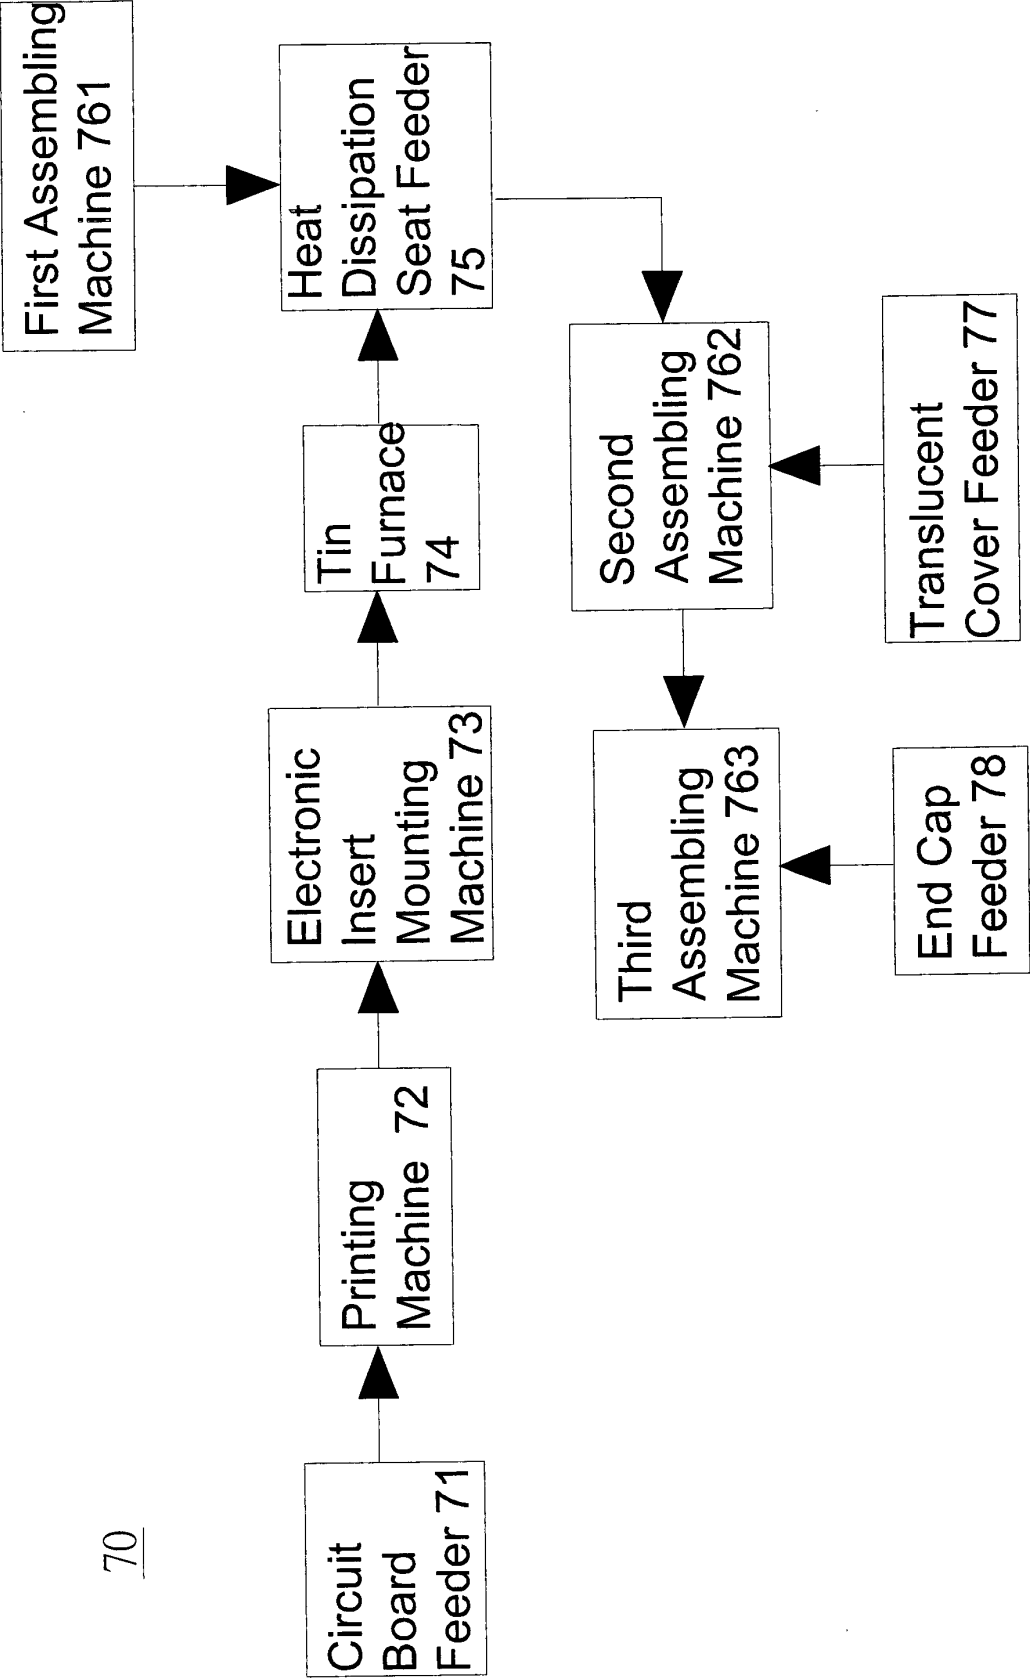 70
Circuit
Board
Feeder 71
Printing
Machine 72
Electronic
Insert
Mounting
Machine 73
Tin
Furnace
74
Heat
Dissipation
Seat Feeder
75
First Assembling
Machine 761
Second
Assembling
Machine 762
Third
Assembling
Machine 763
Translucent
Cover Feeder 77
End Cap
Feeder 78